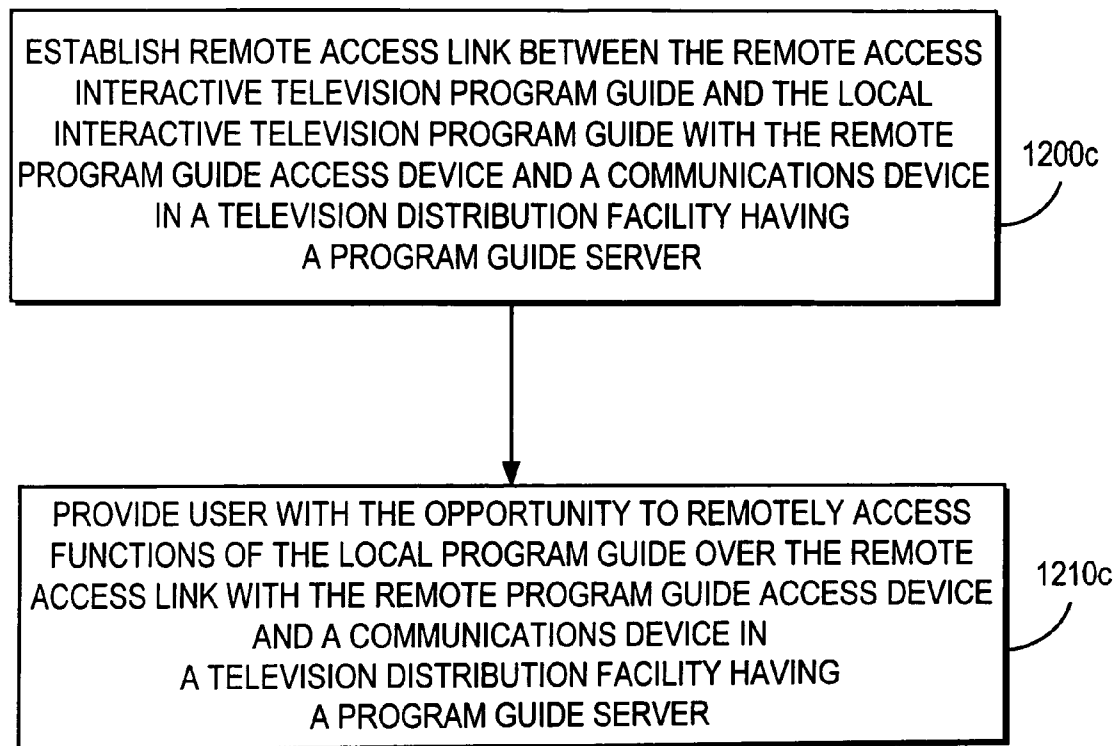 ESTABLISH REMOTE ACCESS LINK BETWEEN THE REMOTE ACCESS
INTERACTIVE TELEVISION PROGRAM GUIDE AND THE LOCAL
INTERACTIVE TELEVISION PROGRAM GUIDE WITH THE REMOTE
PROGRAM GUIDE ACCESS DEVICE AND A COMMUNICATIONS DEVICE
IN A TELEVISION DISTRIBUTION FACILITY HAVING
A PROGRAM GUIDE SERVER
1200c
PROVIDE USER WITH THE OPPORTUNITY TO REMOTELY ACCESS
FUNCTIONS OF THE LOCAL PROGRAM GUIDE OVER THE REMOTE
ACCESS LINK WITH THE REMOTE PROGRAM GUIDE ACCESS DEVICE
AND A COMMUNICATIONS DEVICE IN
A TELEVISION DISTRIBUTION FACILITY HAVING
A PROGRAM GUIDE SERVER
1210c